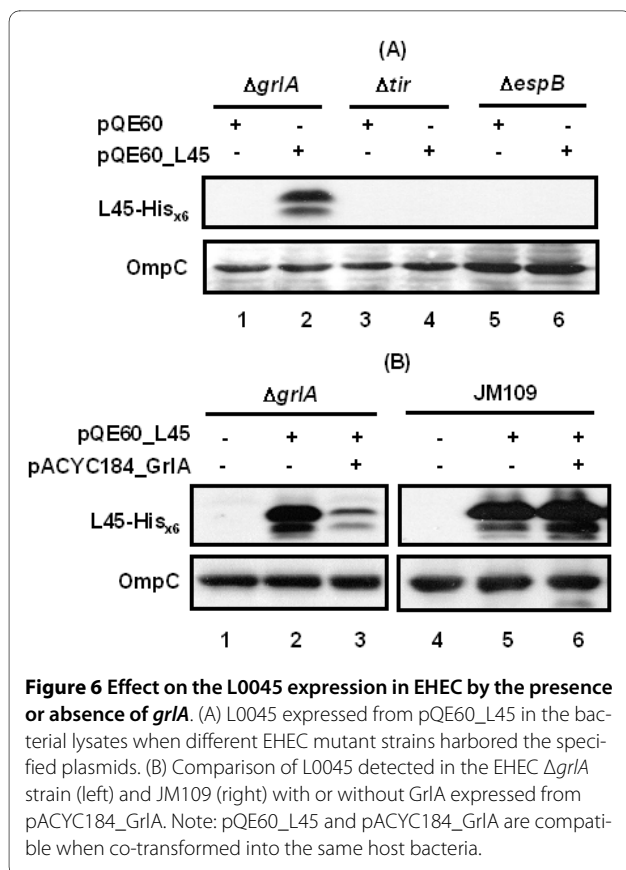 (A)
ΔgrlA Δtir ΔespB
pQE60 + - + - + -
pQE60_L45 - + - + - +
L45-Hisx6
OmpC
1 2 3 4 5 6
(B)
ΔgrlA JM109
pQE60_L45 - + + - + +
pACYC184_GrlA - - + - - +
L45-Hisx6
OmpC
1 2 3 4 5 6
Figure 6 Effect on the L0045 expression in EHEC by the presence
or absence of grlA. (A) L0045 expressed from pQE60_L45 in the bac-
terial lysates when different EHEC mutant strains harbored the speci-
fied plasmids. (B) Comparison of L0045 detected in the EHEC ΔgrlA
strain (left) and JM109 (right) with or without GrlA expressed from
pACYC184_GrlA. Note: pQE60_L45 and pACYC184_GrlA are compati-
ble when co-transformed into the same host bacteria.